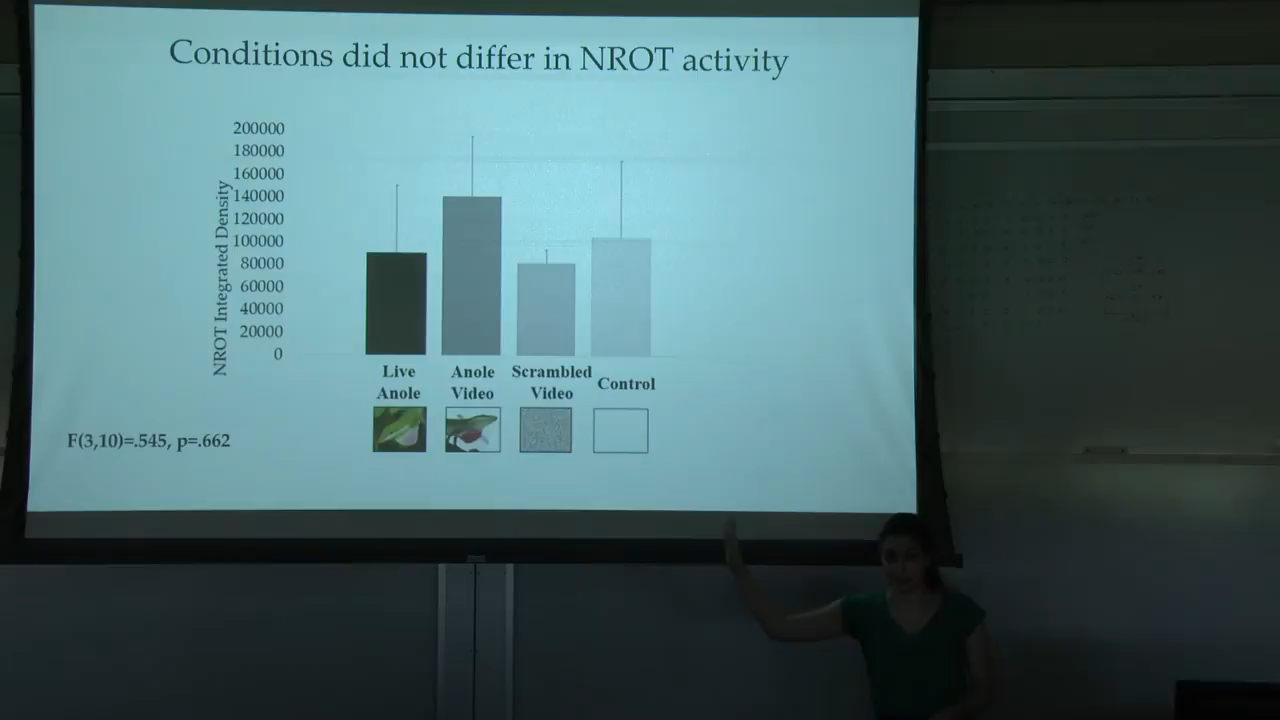 Conditions did not differ in NROT activity
200000
180000
160000
140000
120000
100000
80000
60000
40000
20000
0
NROT Integrated Density
Live
Anole
Anole
Video
Scrambled
Video
Control
F(3,10)=.545, p=.662